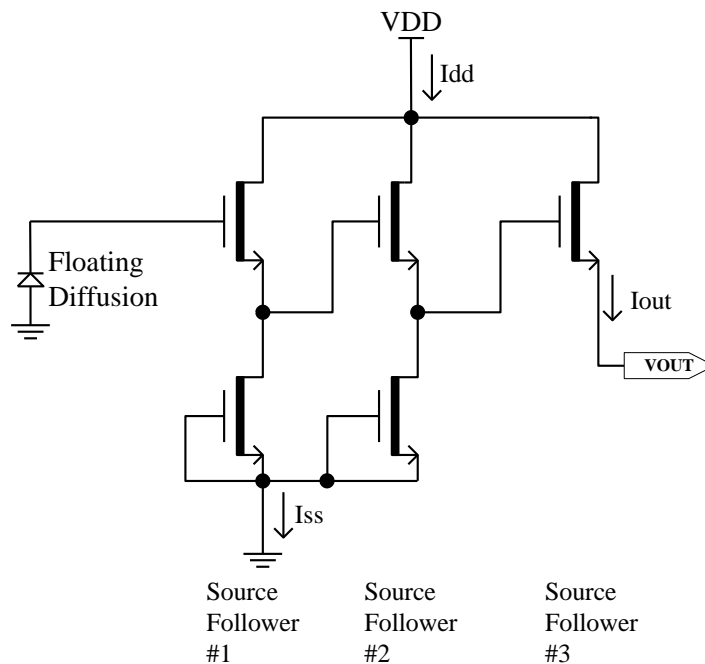 VDD
Idd
Floating
Diffusion
Iout
VOUT
Iss
Source
Follower
#1
Source
Follower
#2
Source
Follower
#3